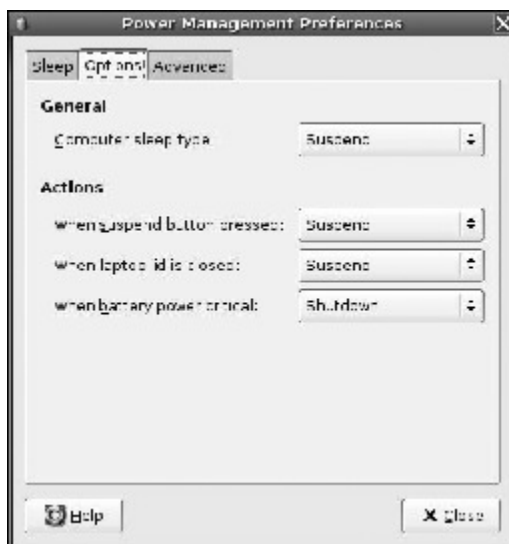 Power Management Preferences
Sleep Options Advanced
General
Computer sleep type Suspend
Actions
When suspend button pressed: Suspend
When laptop lid is closed: Suspend
When battery power critical: Shutdown
Help Close